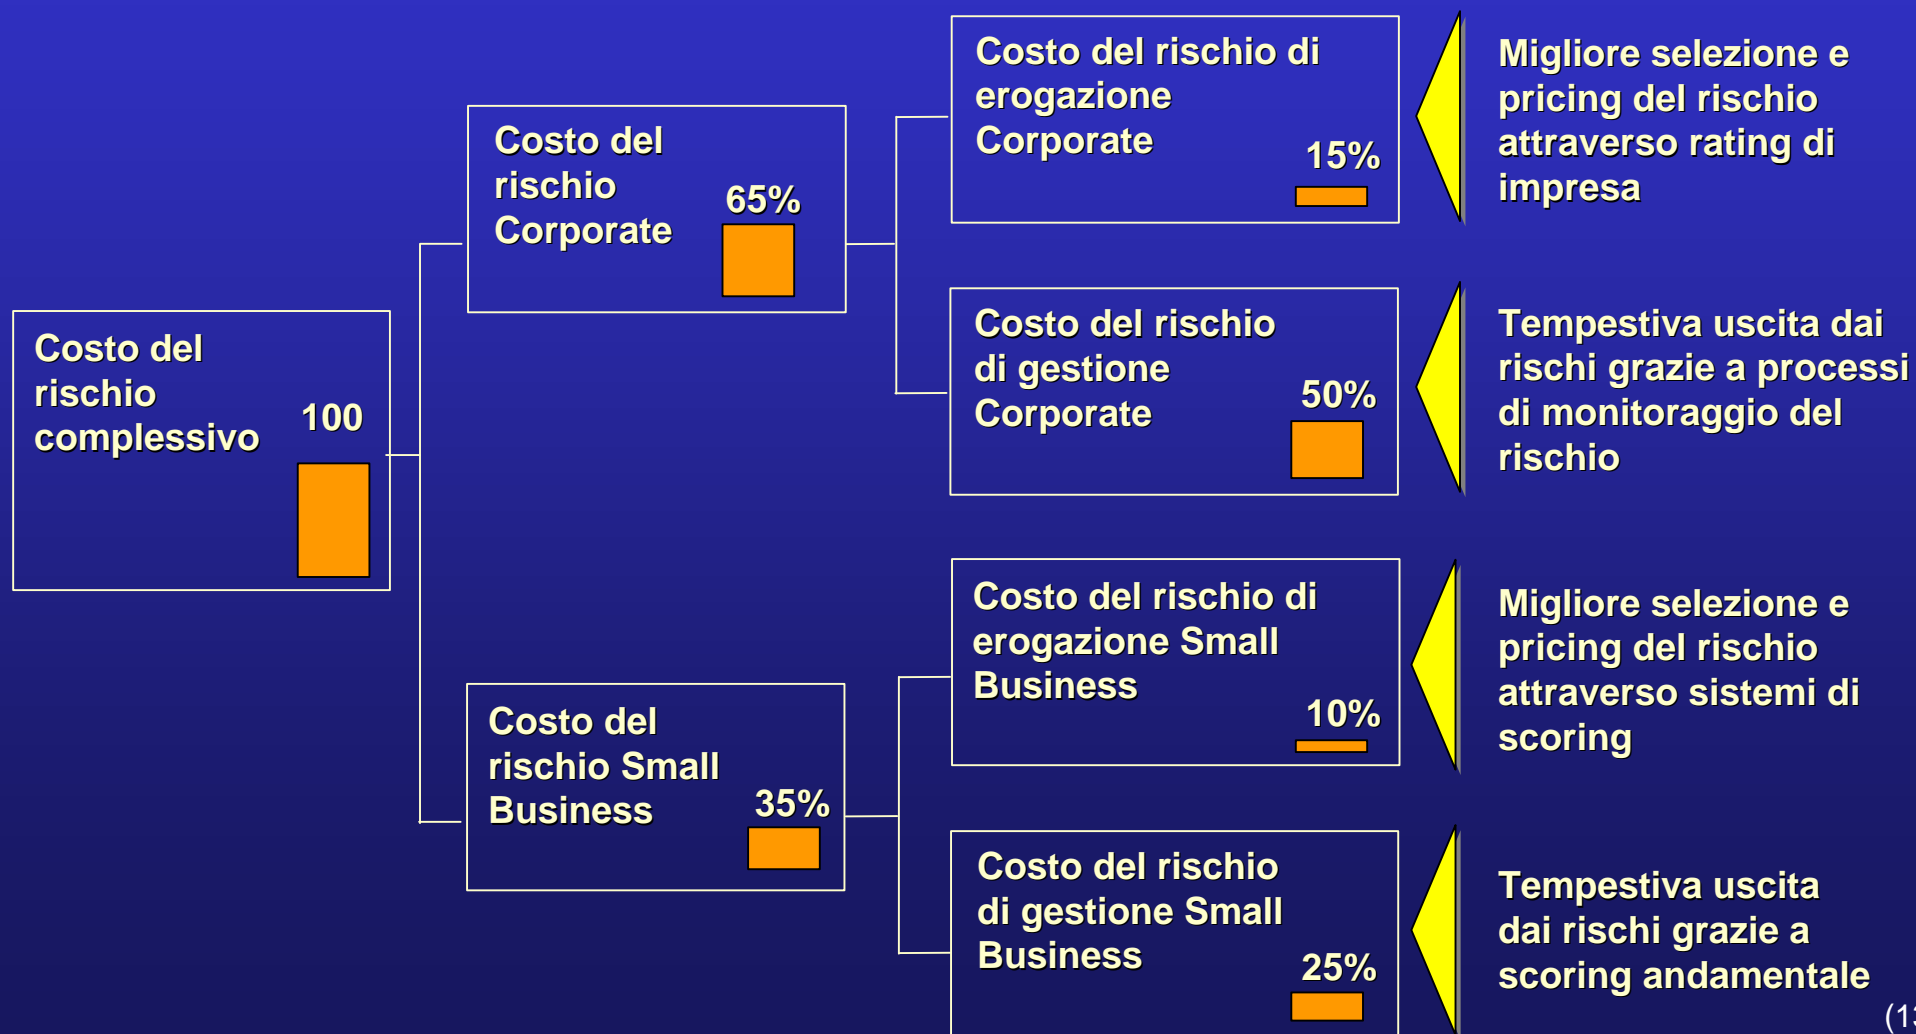 Costo del
rischio
complessivo
100
Costo del
rischio
Corporate
65%
Costo del
rischio Small
Business
35%
Costo del rischio di
erogazione
Corporate
15%
Migliore selezione e
pricing del rischio
attraverso rating di
impresa
Costo del rischio
di gestione
Corporate
50%
Tempestiva uscita dai
rischi grazie a processi
di monitoraggio del
rischio
Costo del rischio di
erogazione Small
Business
10%
Migliore selezione e
pricing del rischio
attraverso sistemi di
scoring
Costo del rischio
di gestione Small
Business
25%
Tempestiva uscita
dai rischi grazie a
scoring andamentale